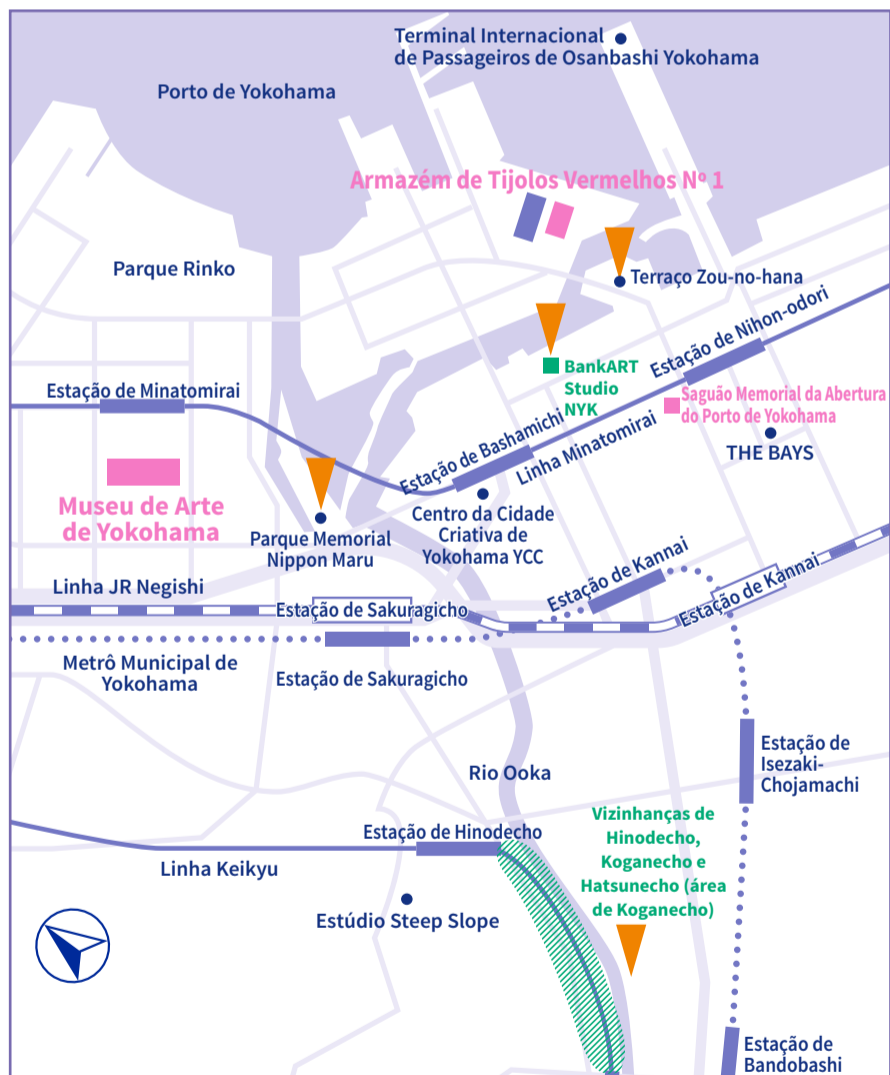 Terminal Internacional
de Passageiros de Osanbashi Yokohama
Porto de Yokohama
Armazém de Tijolos Vermelhos Nº 1
Parque Rinko
Terraço Zou-no-hana
Estação de Nihon-odori
BankART
Studio
NYK
Estação de Minatomirai
Saguão Memorial da Abertura
do Porto de Yokohama
Estação de Bashamichi
Linha Minatomirai
THE BAYS
Museu de Arte
de Yokohama
Parque Memorial
Nippon Maru
Centro da Cidade
Criativa de
Yokohama YCC
Linha JR Negishi
Estação de Sakuragicho
Estação de Kannai
Estação de Kannai
Metrô Municipal de
Yokohama
Estação de Sakuragicho
Estação de
Isezaki-
Chojamachi
Rio Ooka
Vizinhanças de
Hinodecho,
Koganecho e
Hatsunecho (área
de Koganecho)
Estação de Hinodecho
Linha Keikyu
Estúdio Steep Slope
Estação de
Bandobashi